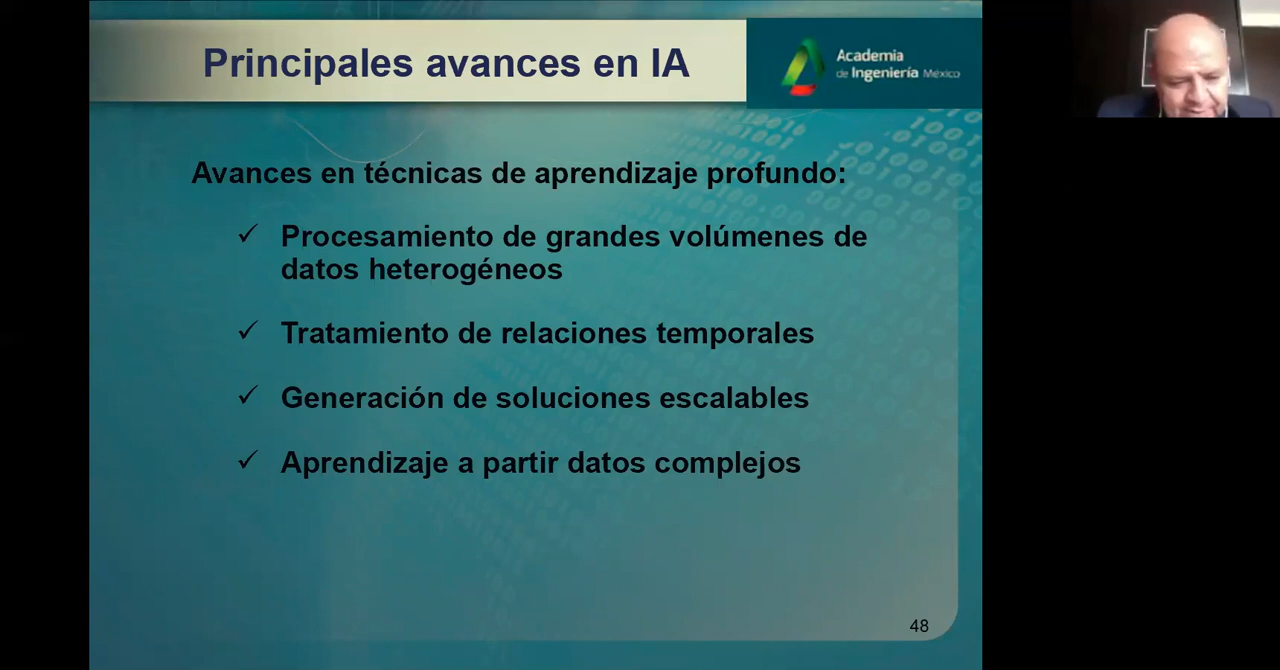 Principales avances en IA
Academia
de Ingeniería México
Avances en técnicas de aprendizaje profundo:
✓ Procesamiento de grandes volúmenes de
datos heterogéneos
✓ Tratamiento de relaciones temporales
✓ Generación de soluciones escalables
✓ Aprendizaje a partir datos complejos
48